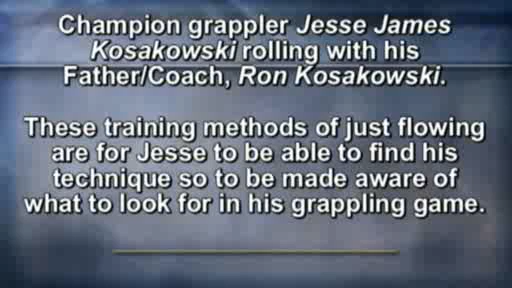 Champion grappler Jesse James
Kosakowski rolling with his
Father/Coach, Ron Kosakowski.
These training methods of just flowing
are for Jesse to be able to find his
technique so to be made aware of
what to look for in his grappling game.